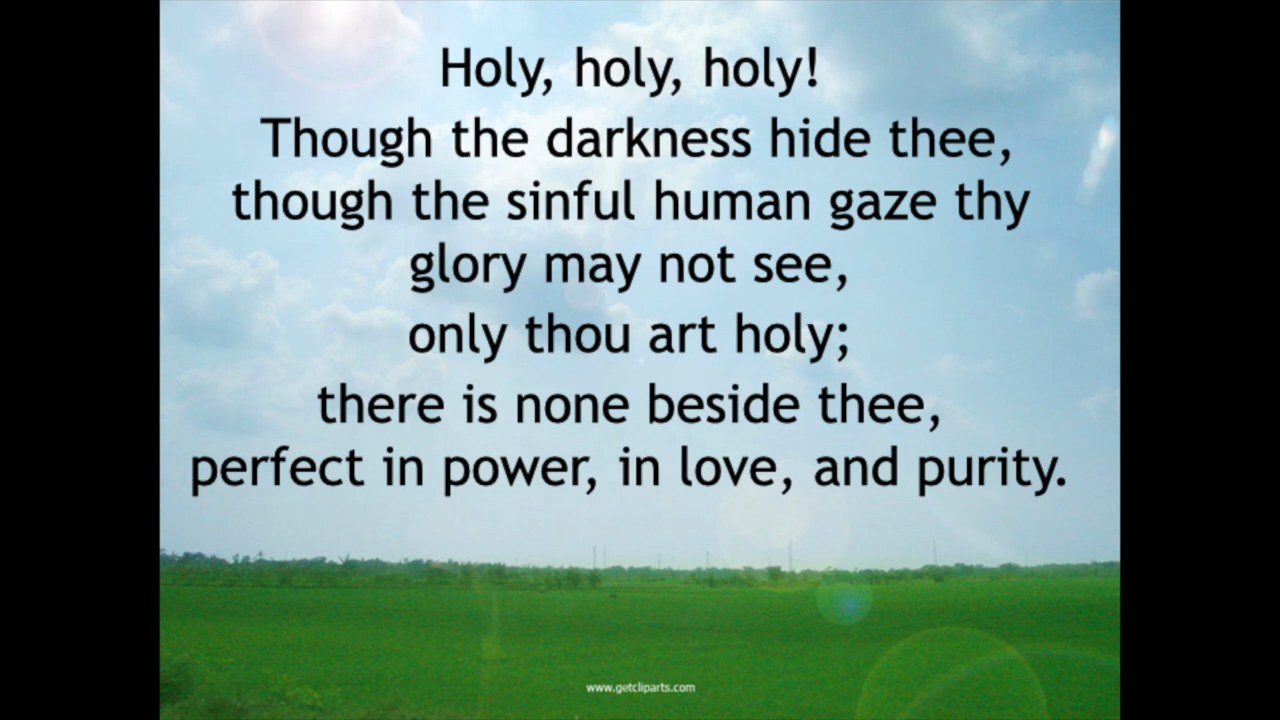 Holy, holy, holy!
Though the darkness hide thee,
though the sinful human gaze thy
glory may not see,
only thou art holy;
there is none beside thee,
perfect in power, in love, and purity.
www.getcliparts.com